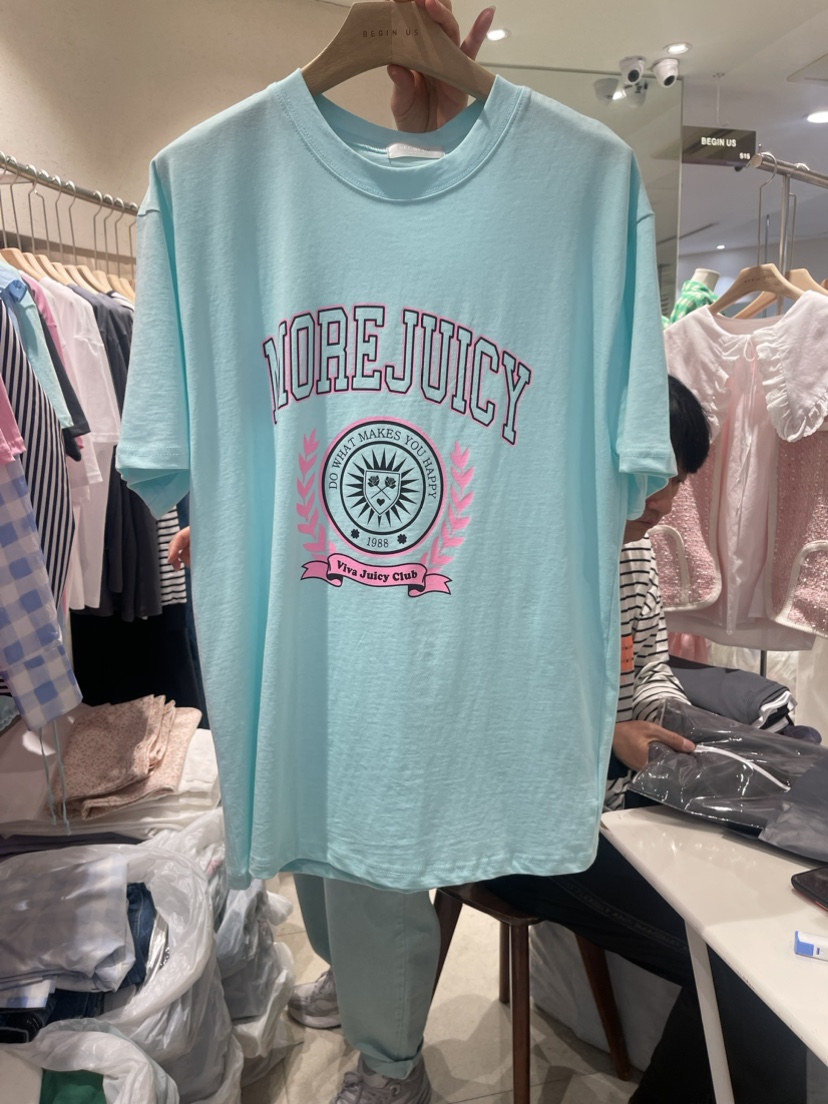 BEGIN US
BEGIN US
MOREJUICY
DO WHAT MAKES YOU HAPPY
1988
Viva Juicy Club